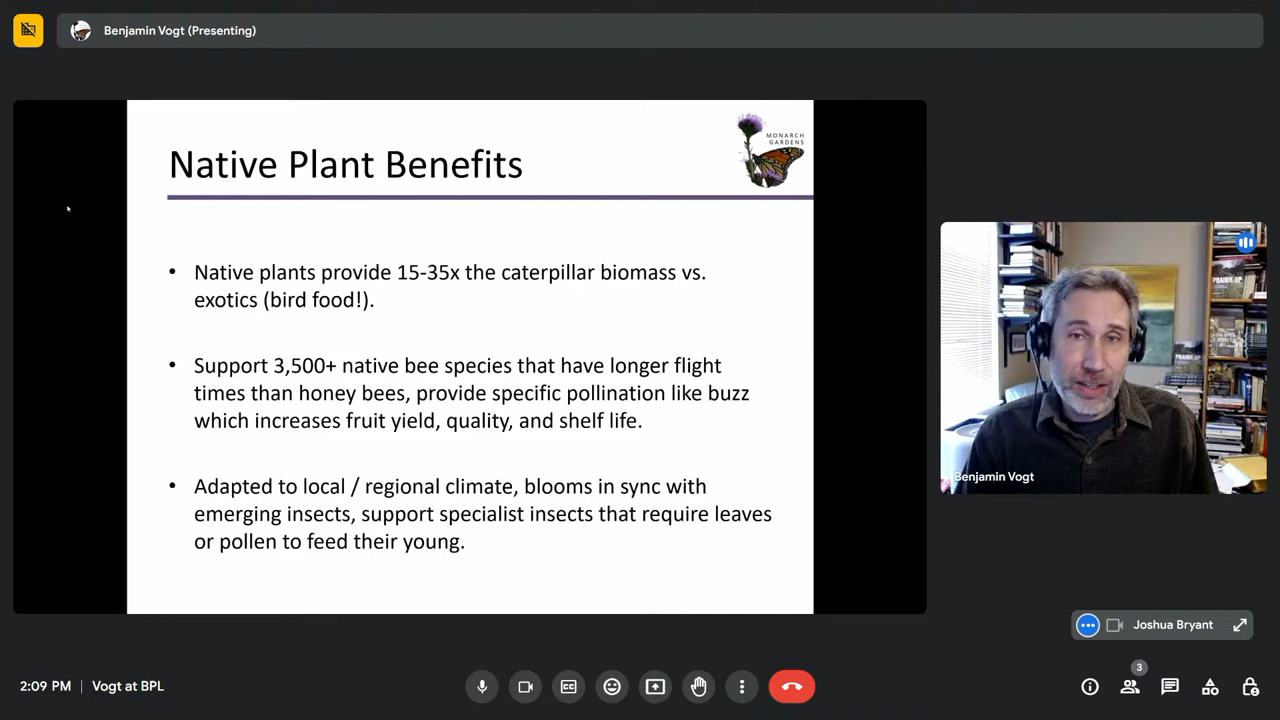 Benjamin Vogt (Presenting)
MONARCH
GARDENS
Native Plant Benefits
• Native plants provide 15-35x the caterpillar biomass vs.
exotics (bird food!).
• Support 3,500+ native bee species that have longer flight
times than honey bees, provide specific pollination like buzz
which increases fruit yield, quality, and shelf life.
• Adapted to local / regional climate, blooms in sync with
emerging insects, support specialist insects that require leaves
or pollen to feed their young.
PRAIRIE UP
PRAIRIE UP
Benjamin Vogt
Joshua Bryant
3
2:09 PM | Vogt at BPL